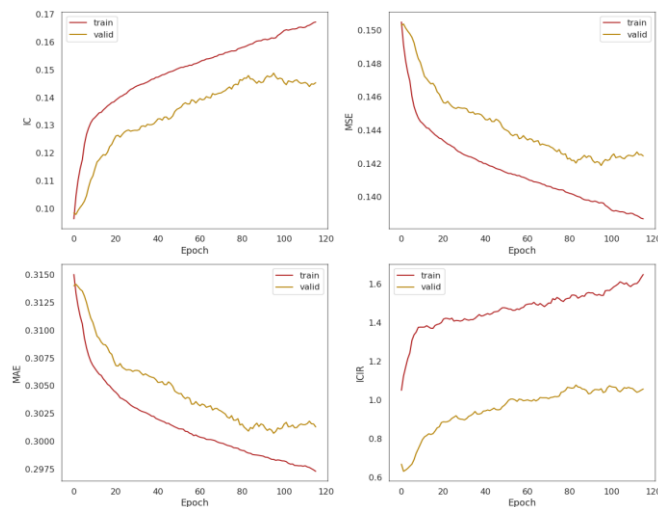 0.17
0.16
0.15
0.14
0.13
0.12
0.11
0.10
IC
train
valid
0 20 40 60 80 100 120
Epoch
0.150
0.148
0.146
0.144
0.142
0.140
MSE
train
valid
0 20 40 60 80 100 120
Epoch
0.3150
0.3125
0.3100
0.3075
0.3050
0.3025
0.3000
0.2975
MAE
train
valid
0 20 40 60 80 100 120
Epoch
1.6
1.4
1.2
1.0
0.8
0.6
ICIR
train
valid
0 20 40 60 80 100 120
Epoch